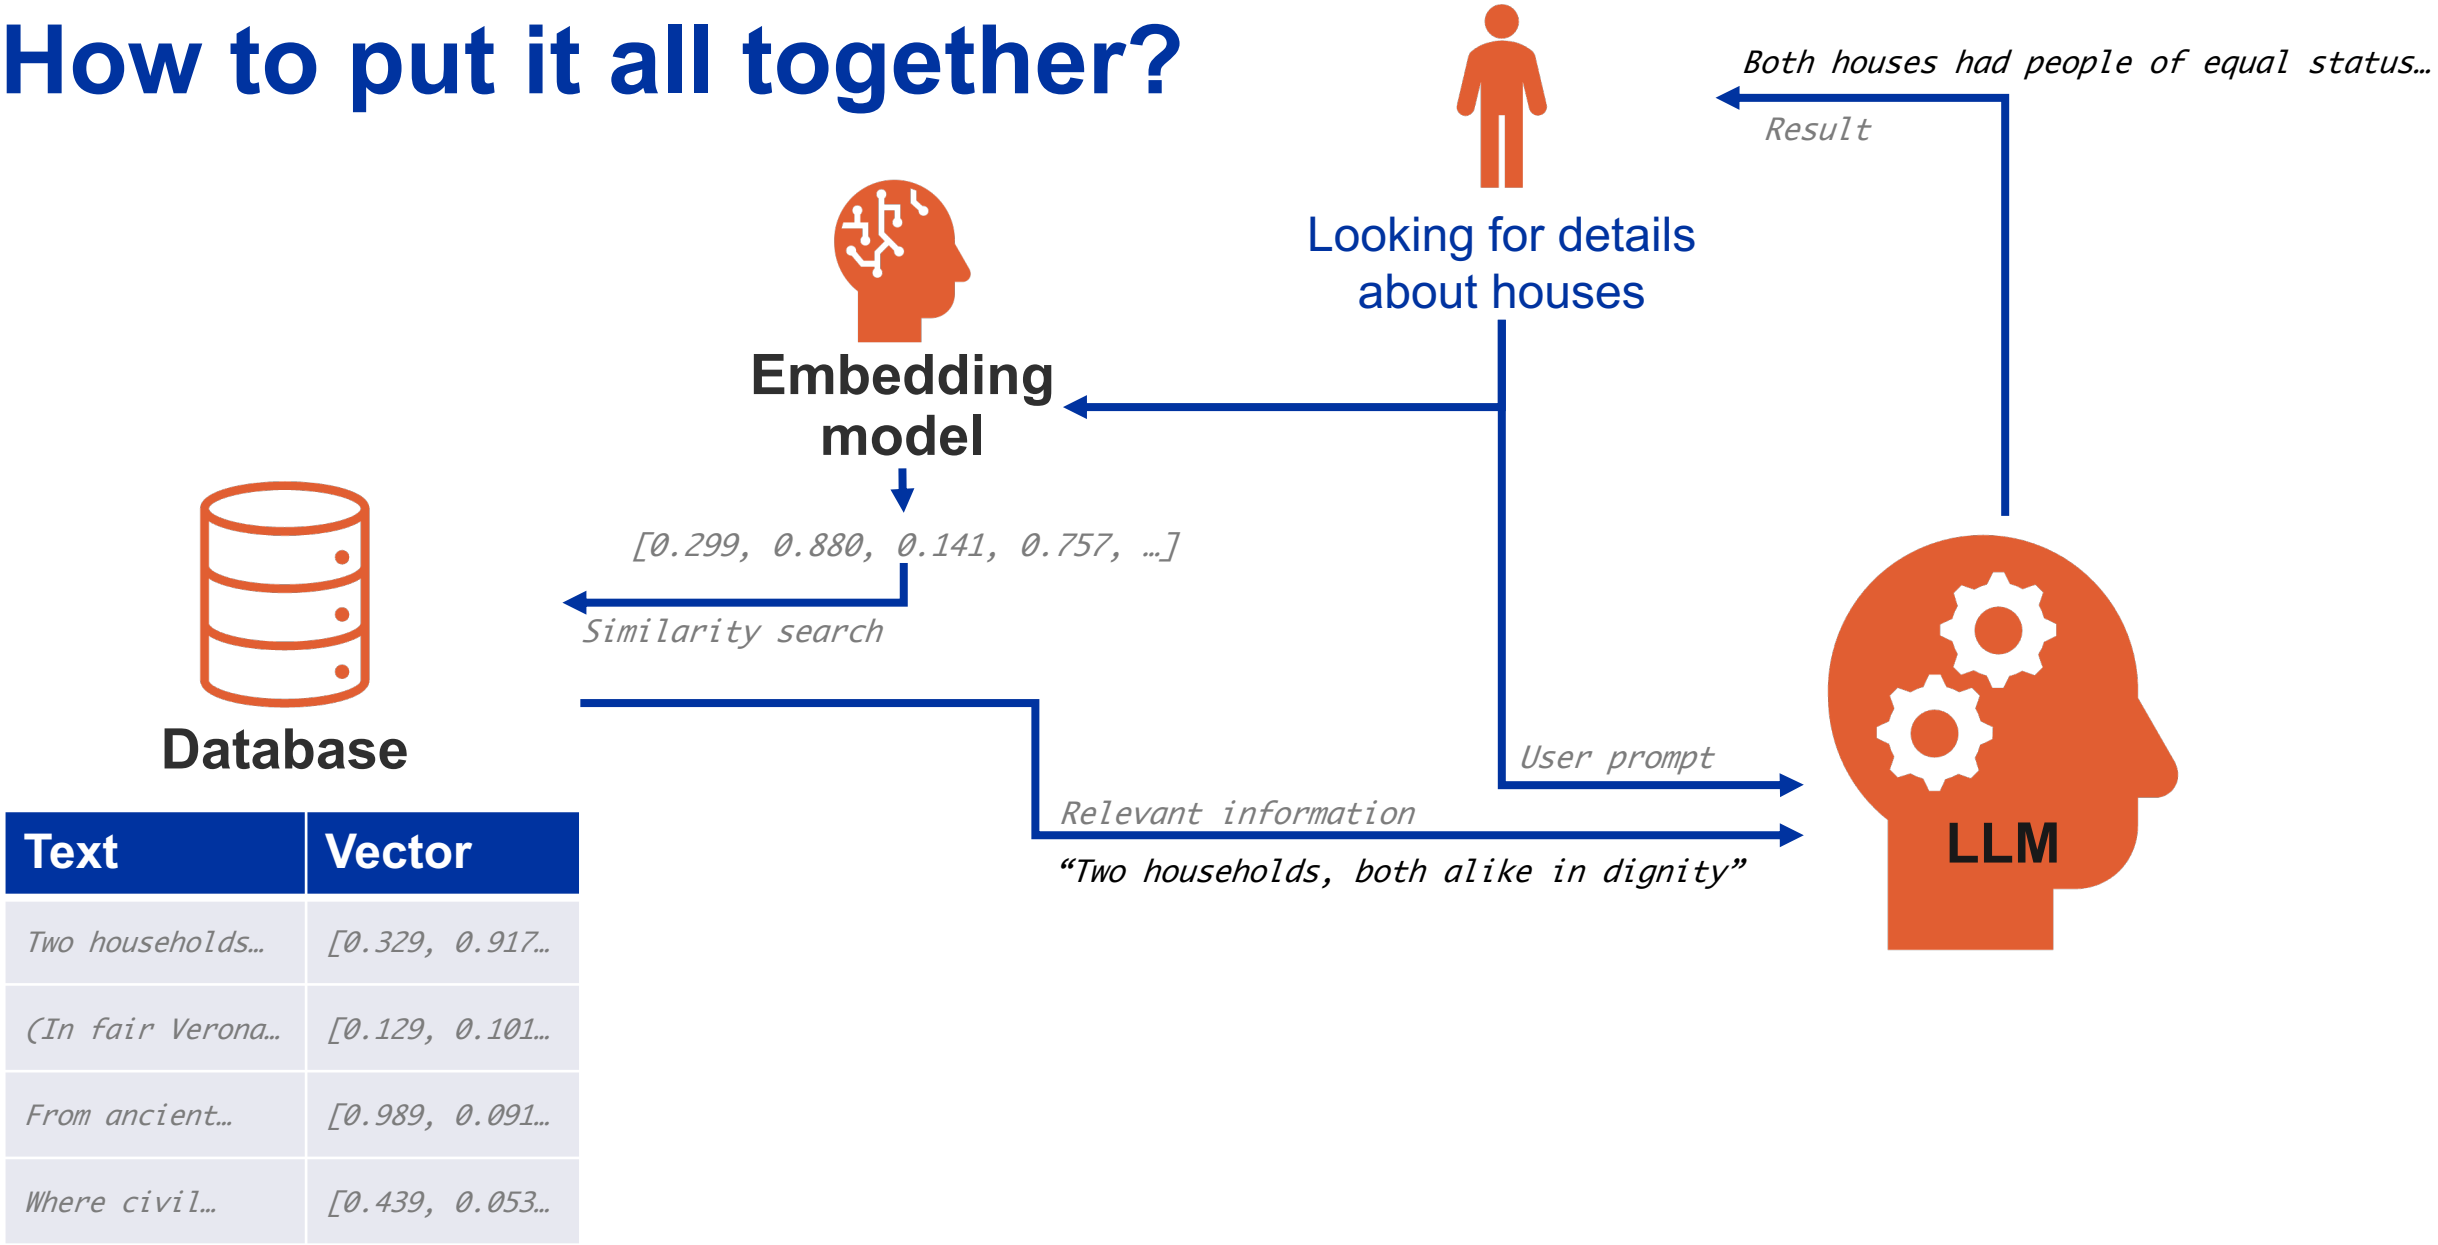 How to put it all together?
Both houses had people of equal status…
Result
Looking for details
about houses
Embedding
model
[0.299, 0.880, 0.141, 0.757, …]
Similarity search
Database
User prompt
Relevant information
“Two households, both alike in dignity”
LLM
Text Vector
Two households… [0.329, 0.917…
(In fair Verona… [0.129, 0.101…
From ancient… [0.989, 0.091…
Where civil… [0.439, 0.053…